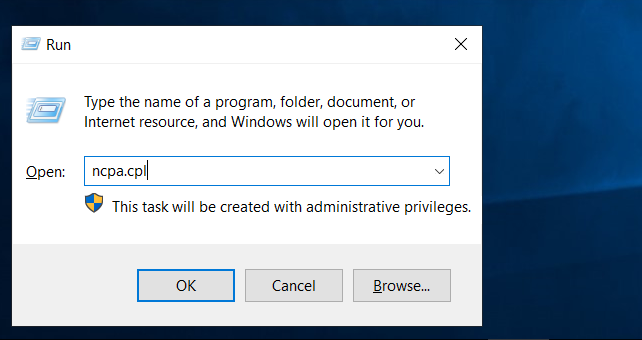 Run
Type the name of a program, folder, document, or
Internet resource, and Windows will open it for you.
Open: ncpa.cpl
This task will be created with administrative privileges.
OK Cancel Browse...